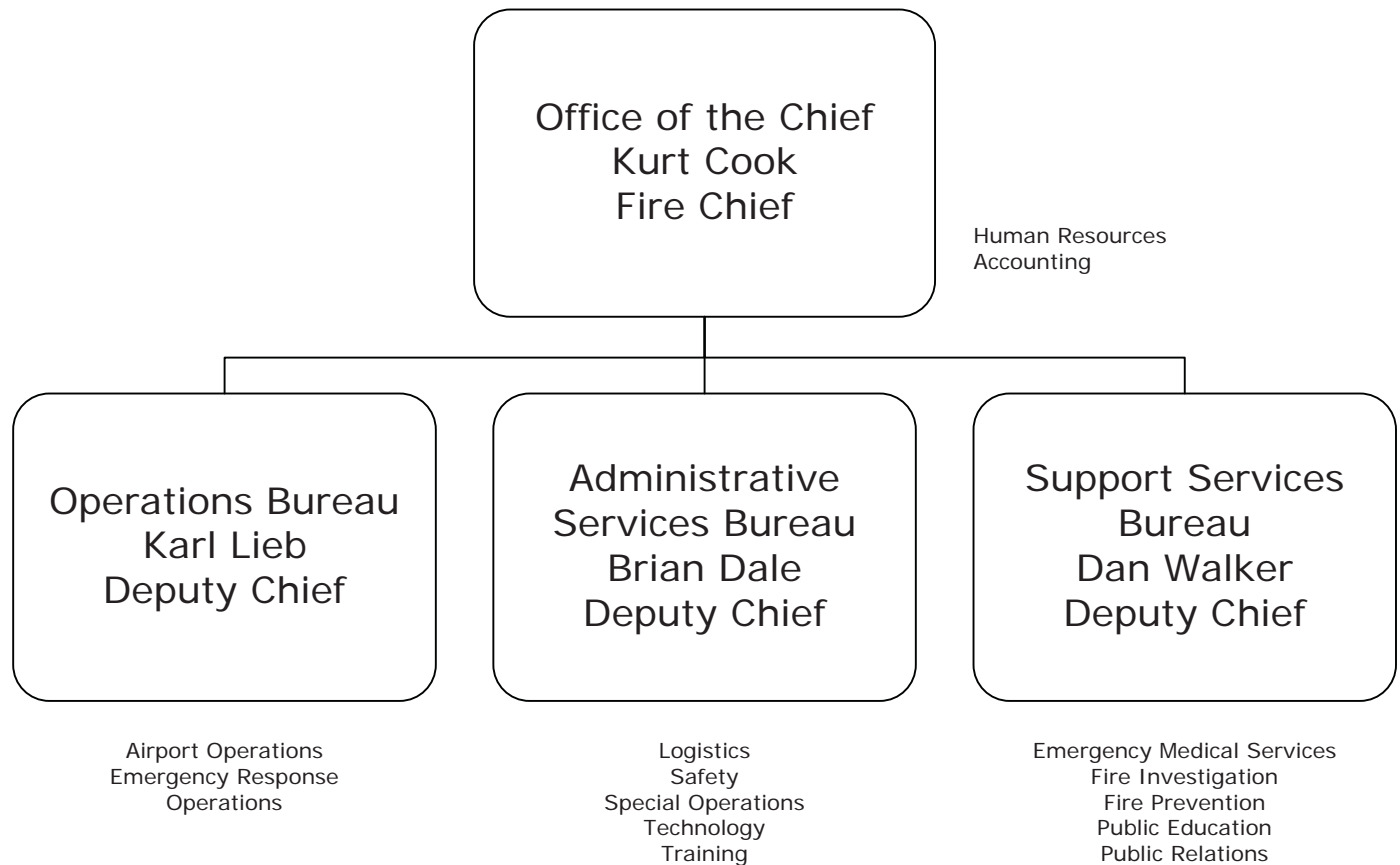 Office of the Chief
Kurt Cook
Fire Chief
Human Resources
Accounting
Operations Bureau
Karl Lieb
Deputy Chief
Administrative
Services Bureau
Brian Dale
Deputy Chief
Support Services
Bureau
Dan Walker
Deputy Chief
Airport Operations
Emergency Response
Operations
Logistics
Safety
Special Operations
Technology
Training
Emergency Medical Services
Fire Investigation
Fire Prevention
Public Education
Public Relations